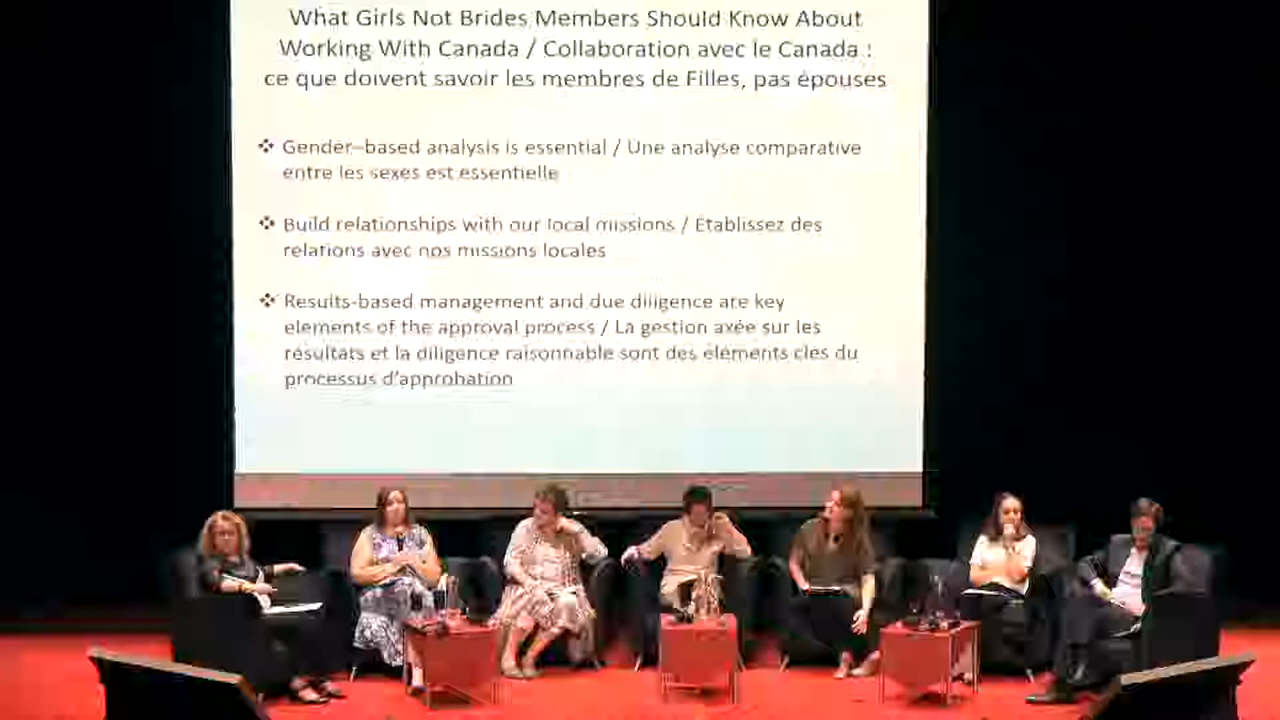 What Girls Not Brides Members Should Know About
Working With Canada / Collaboration avec le Canada :
ce que doivent savoir les membres de Filles, pas épouses
❖ Gender–based analysis is essential / Une analyse comparative
entre les sexes est essentielle
❖ Build relationships with our local missions / Établissez des
relations avec nos missions locales
❖ Results-based management and due diligence are key
elements of the approval process / La gestion axée sur les
résultats et la diligence raisonnable sont des éléments clés du
processus d'approbation